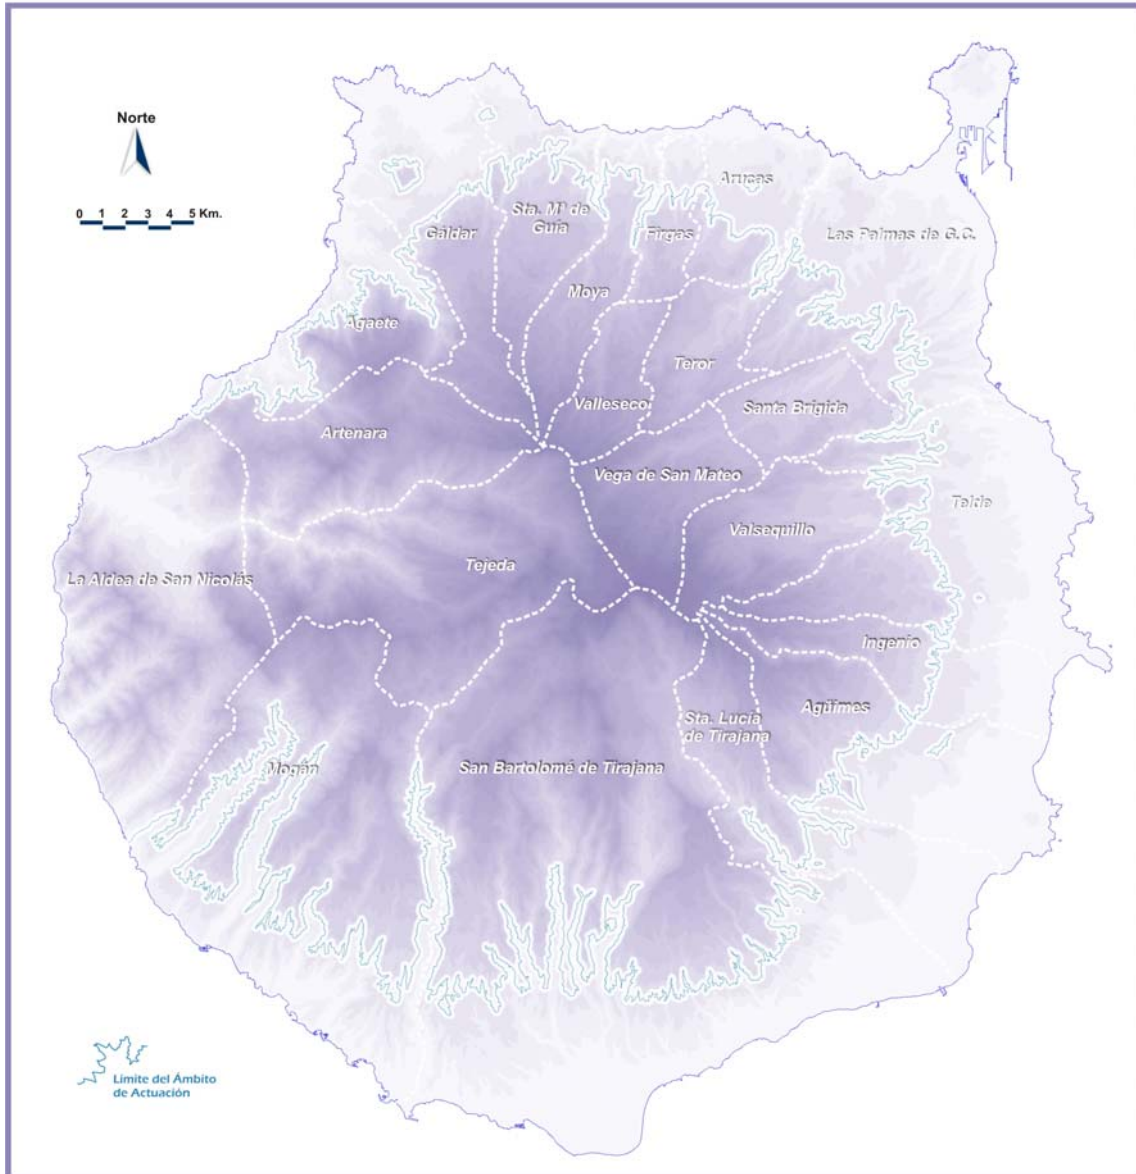 Norte
0 1 2 3 4 5 Km.
Arucas
Sta. Mª de
Guía
Gáldar
Firgas
Las Palmas de G.C.
Moya
Agaete
Teror
Valleseco
Santa Brígida
Artenara
Vega de San Mateo
Telde
Valsequillo
Tejeda
La Aldea de San Nicolás
Ingenio
Agüimes
Sta. Lucía
de Tirajana
Mogán
San Bartolomé de Tirajana
Límite del Ámbito
de Actuación